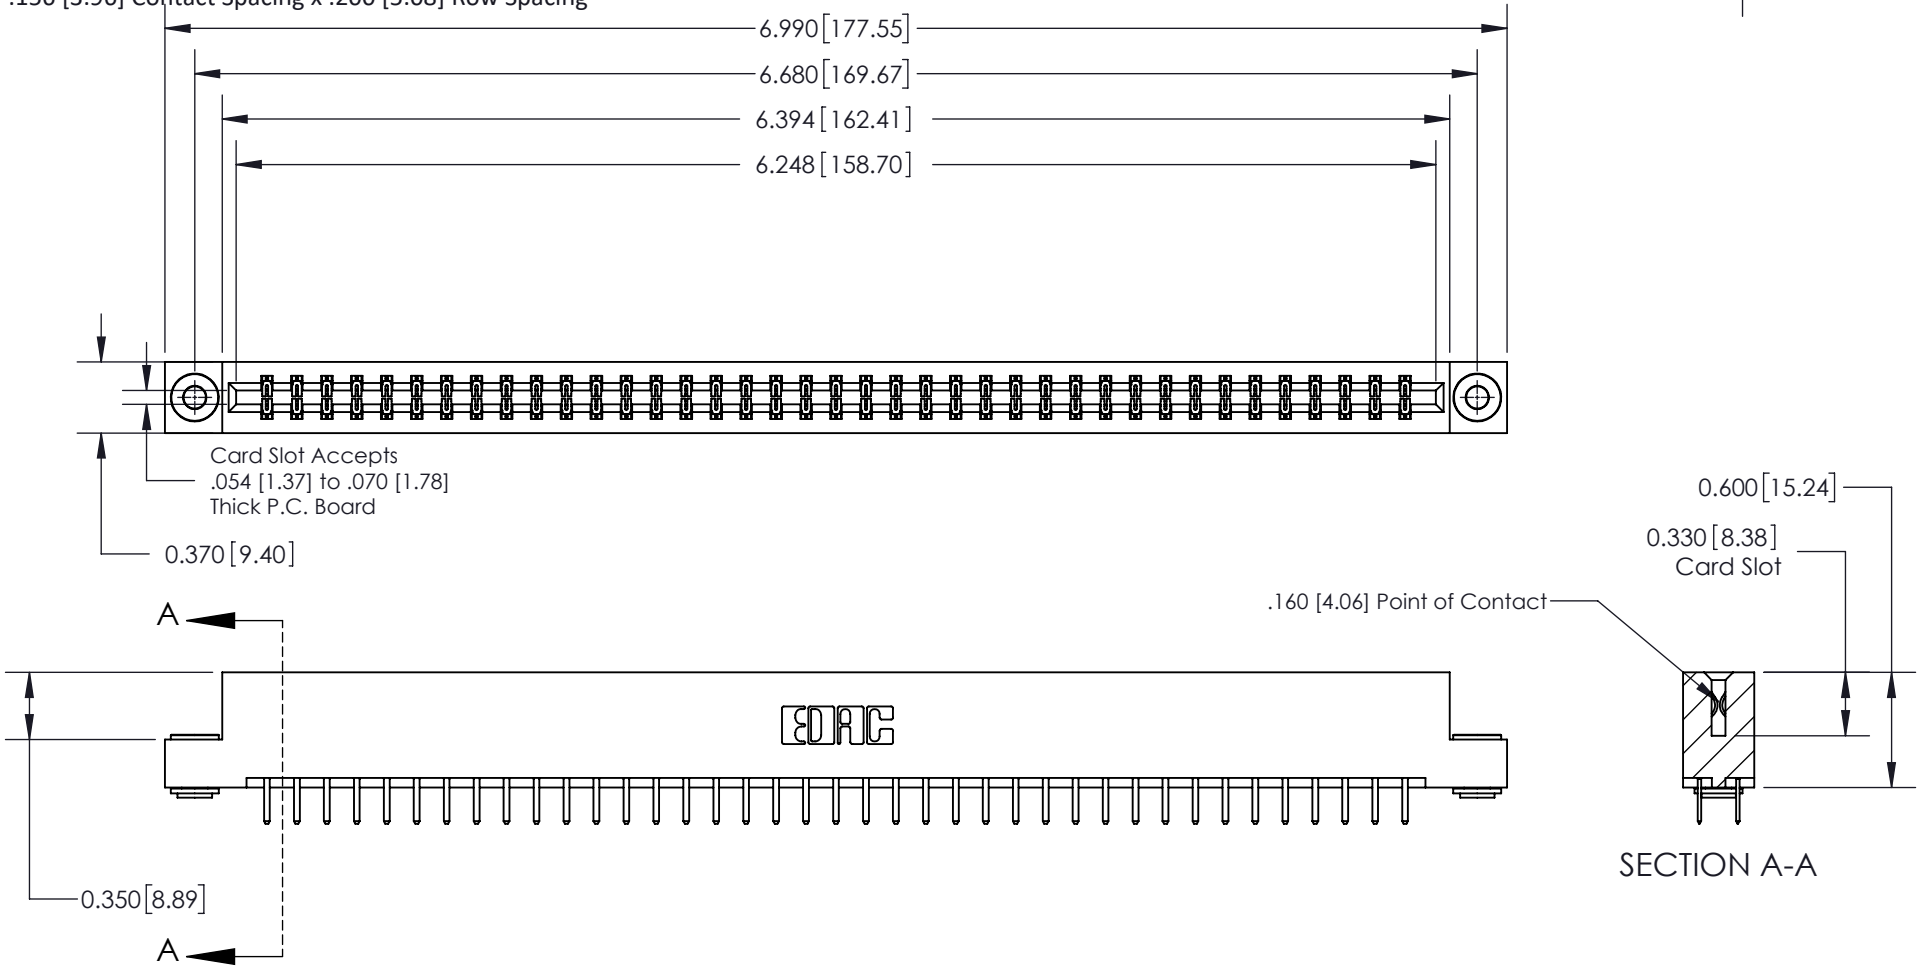 .156 [3.96] Contact Spacing x .200 [5.08] Row Spacing
6.990[177.55]
6.680[169.67]
6.394[162.41]
6.248[158.70]
Card Slot Accepts
.054 [1.37] to .070 [1.78]
Thick P.C. Board
0.370[9.40]
0.600[15.24]
0.330[8.38]
Card Slot
.160 [4.06] Point of Contact
A
EDAC
SECTION A-A
0.350[8.89]
A